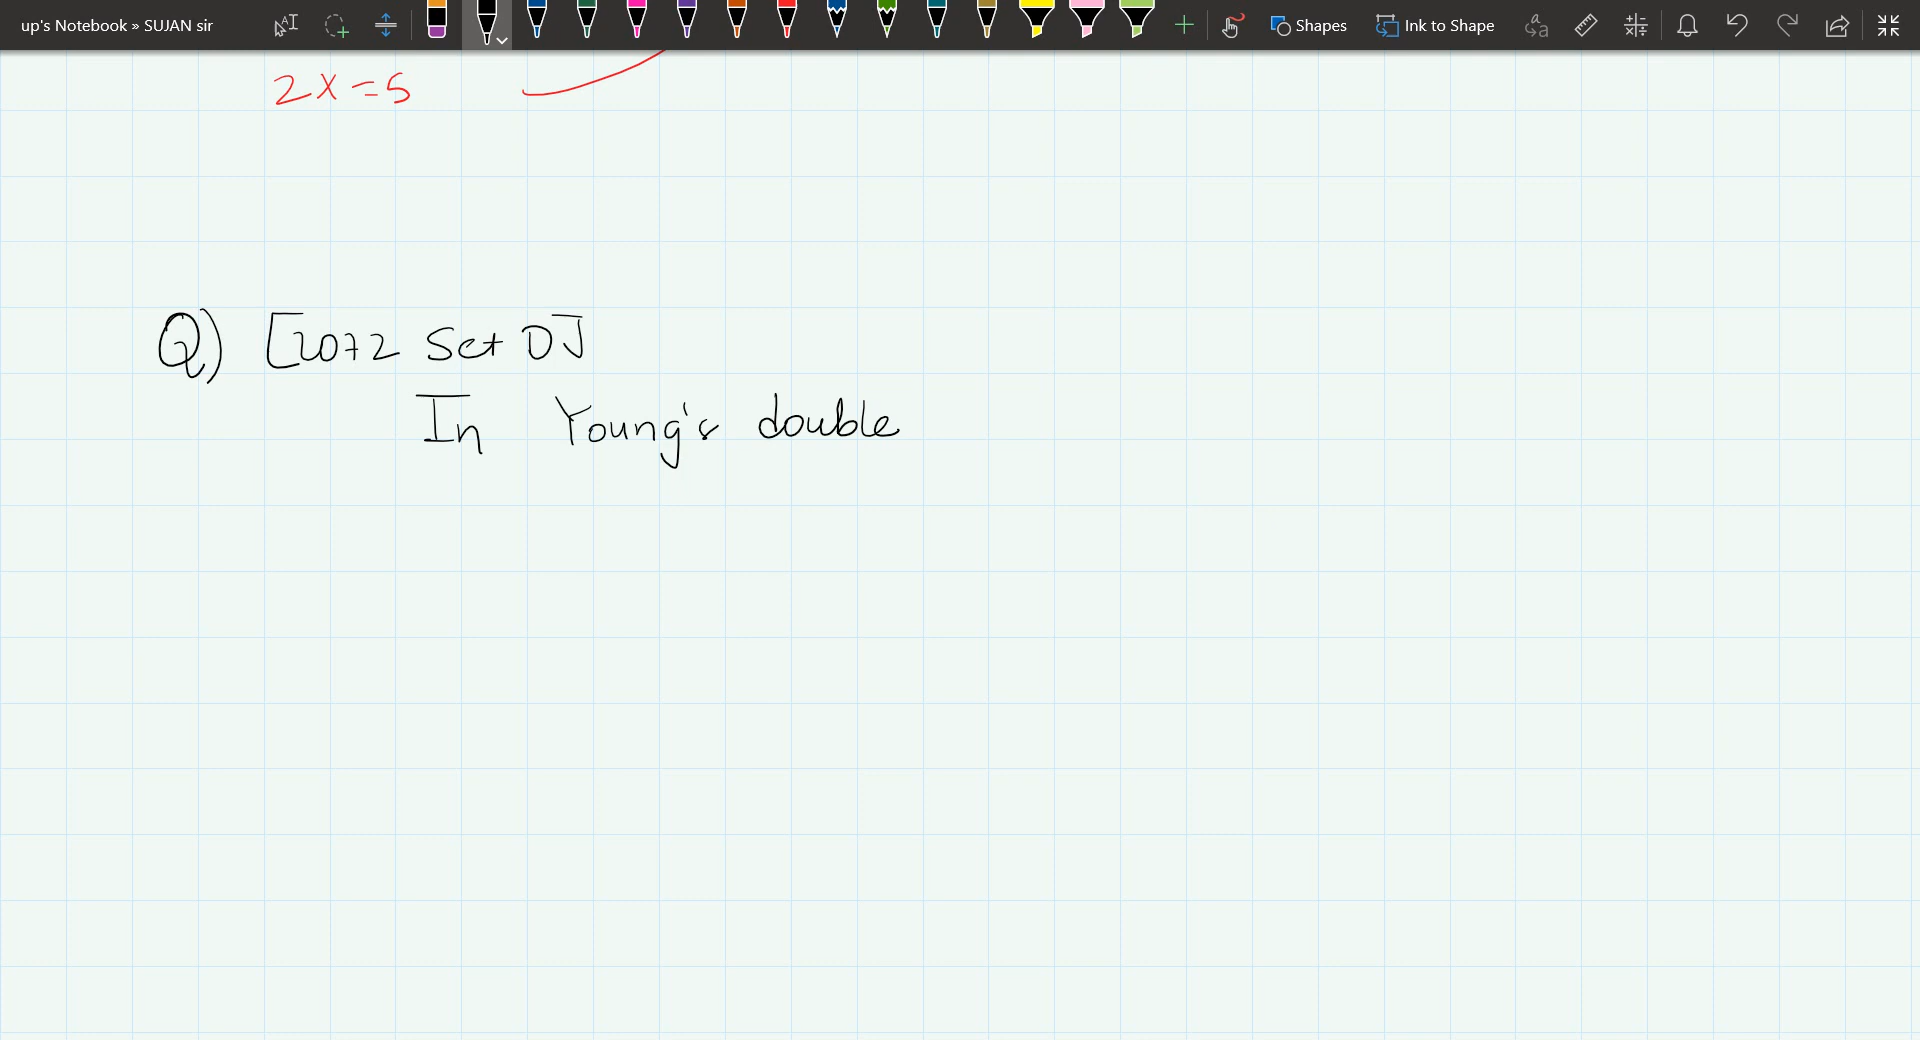 up's Notebook » SUJAN sir
Shapes
Ink to Shape
2x=5
Q) [2072 Set D]
In Young's double